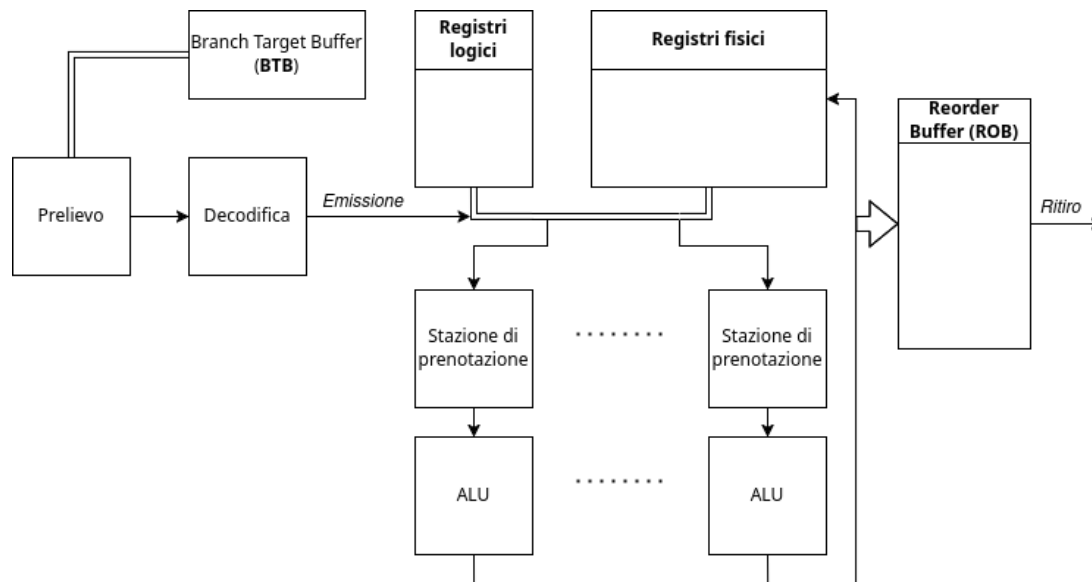 Branch Target Buffer
(BTB)
Registri
logici
Registri fisici
Reorder
Buffer (ROB)
Prelievo
Decodifica
Emissione
Ritiro
Stazione di
prenotazione
Stazione di
prenotazione
ALU
ALU